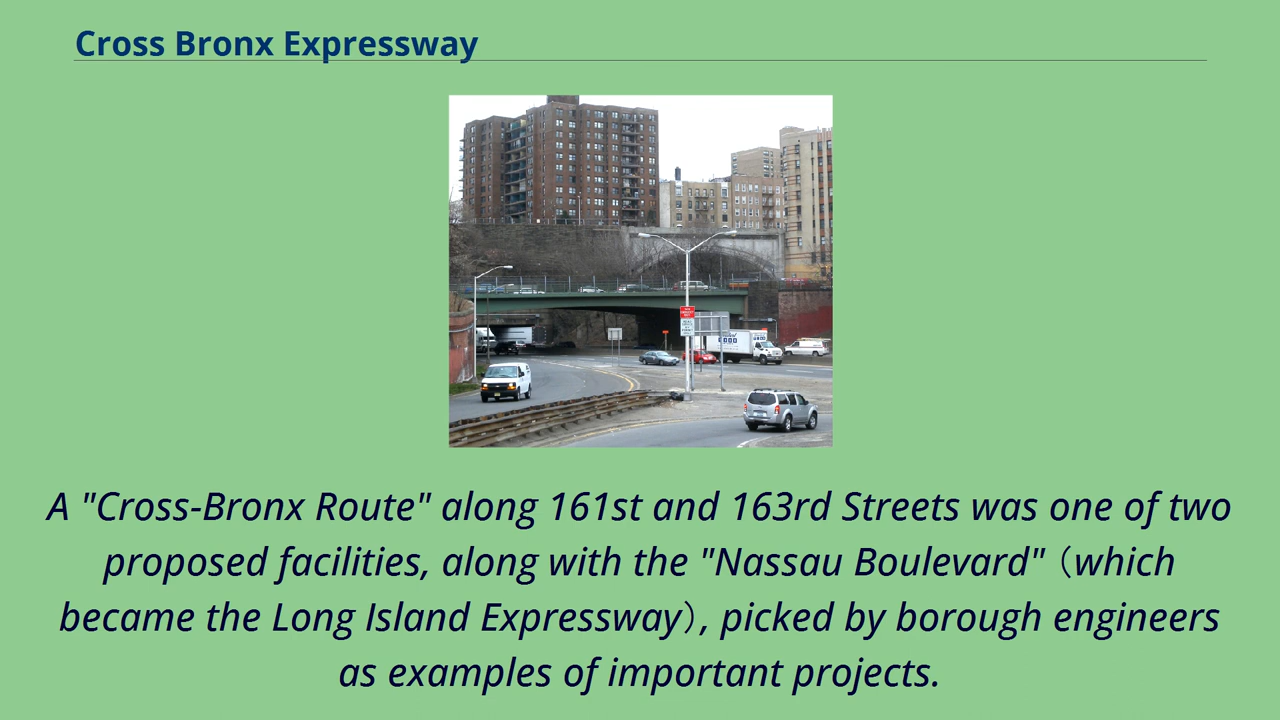 Cross Bronx Expressway
A "Cross-Bronx Route" along 161st and 163rd Streets was one of two
proposed facilities, along with the "Nassau Boulevard" （which
became the Long Island Expressway）, picked by borough engineers
as examples of important projects.